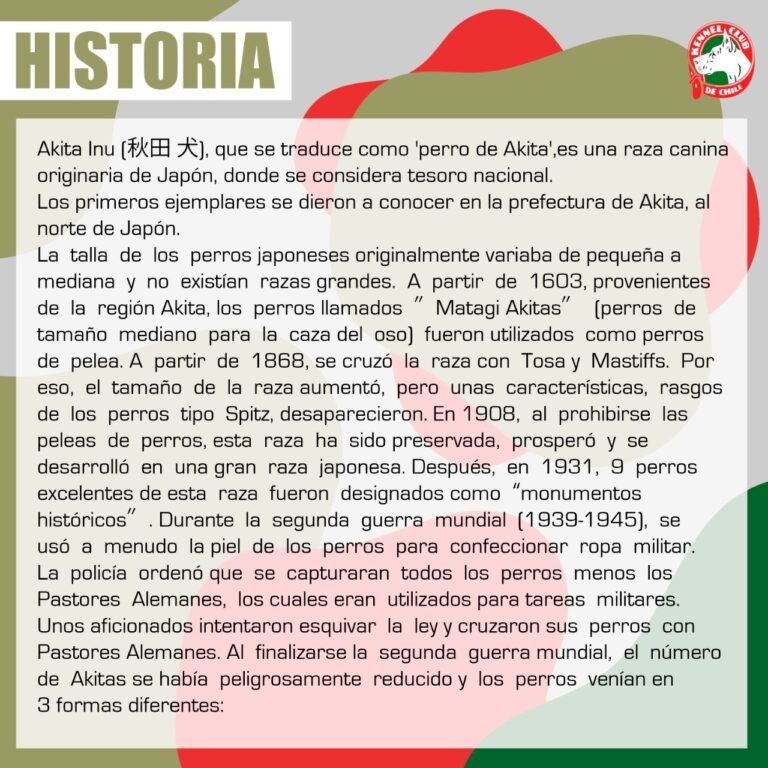 HISTORIA
KENNEL CLUB
DE CHILE
Akita Inu (秋田 犬), que se traduce como 'perro de Akita',es una raza canina
originaria de Japón, donde se considera tesoro nacional.
Los primeros ejemplares se dieron a conocer en la prefectura de Akita, al
norte de Japón.
La talla de los perros japoneses originalmente variaba de pequeña a
mediana y no existían razas grandes. A partir de 1603, provenientes
de la región Akita, los perros llamados ” Matagi Akitas” (perros de
tamaño mediano para la caza del oso) fueron utilizados como perros
de pelea. A partir de 1868, se cruzó la raza con Tosa y Mastiffs. Por
eso, el tamaño de la raza aumentó, pero unas características, rasgos
de los perros tipo Spitz, desaparecieron. En 1908, al prohibirse las
peleas de perros, esta raza ha sido preservada, prosperó y se
desarrolló en una gran raza japonesa. Después, en 1931, 9 perros
excelentes de esta raza fueron designados como “monumentos
históricos” . Durante la segunda guerra mundial (1939-1945), se
usó a menudo la piel de los perros para confeccionar ropa militar.
La policía ordenó que se capturaran todos los perros menos los
Pastores Alemanes, los cuales eran utilizados para tareas militares.
Unos aficionados intentaron esquivar la ley y cruzaron sus perros con
Pastores Alemanes. Al finalizarse la segunda guerra mundial, el número
de Akitas se había peligrosamente reducido y los perros venían en
3 formas diferentes: